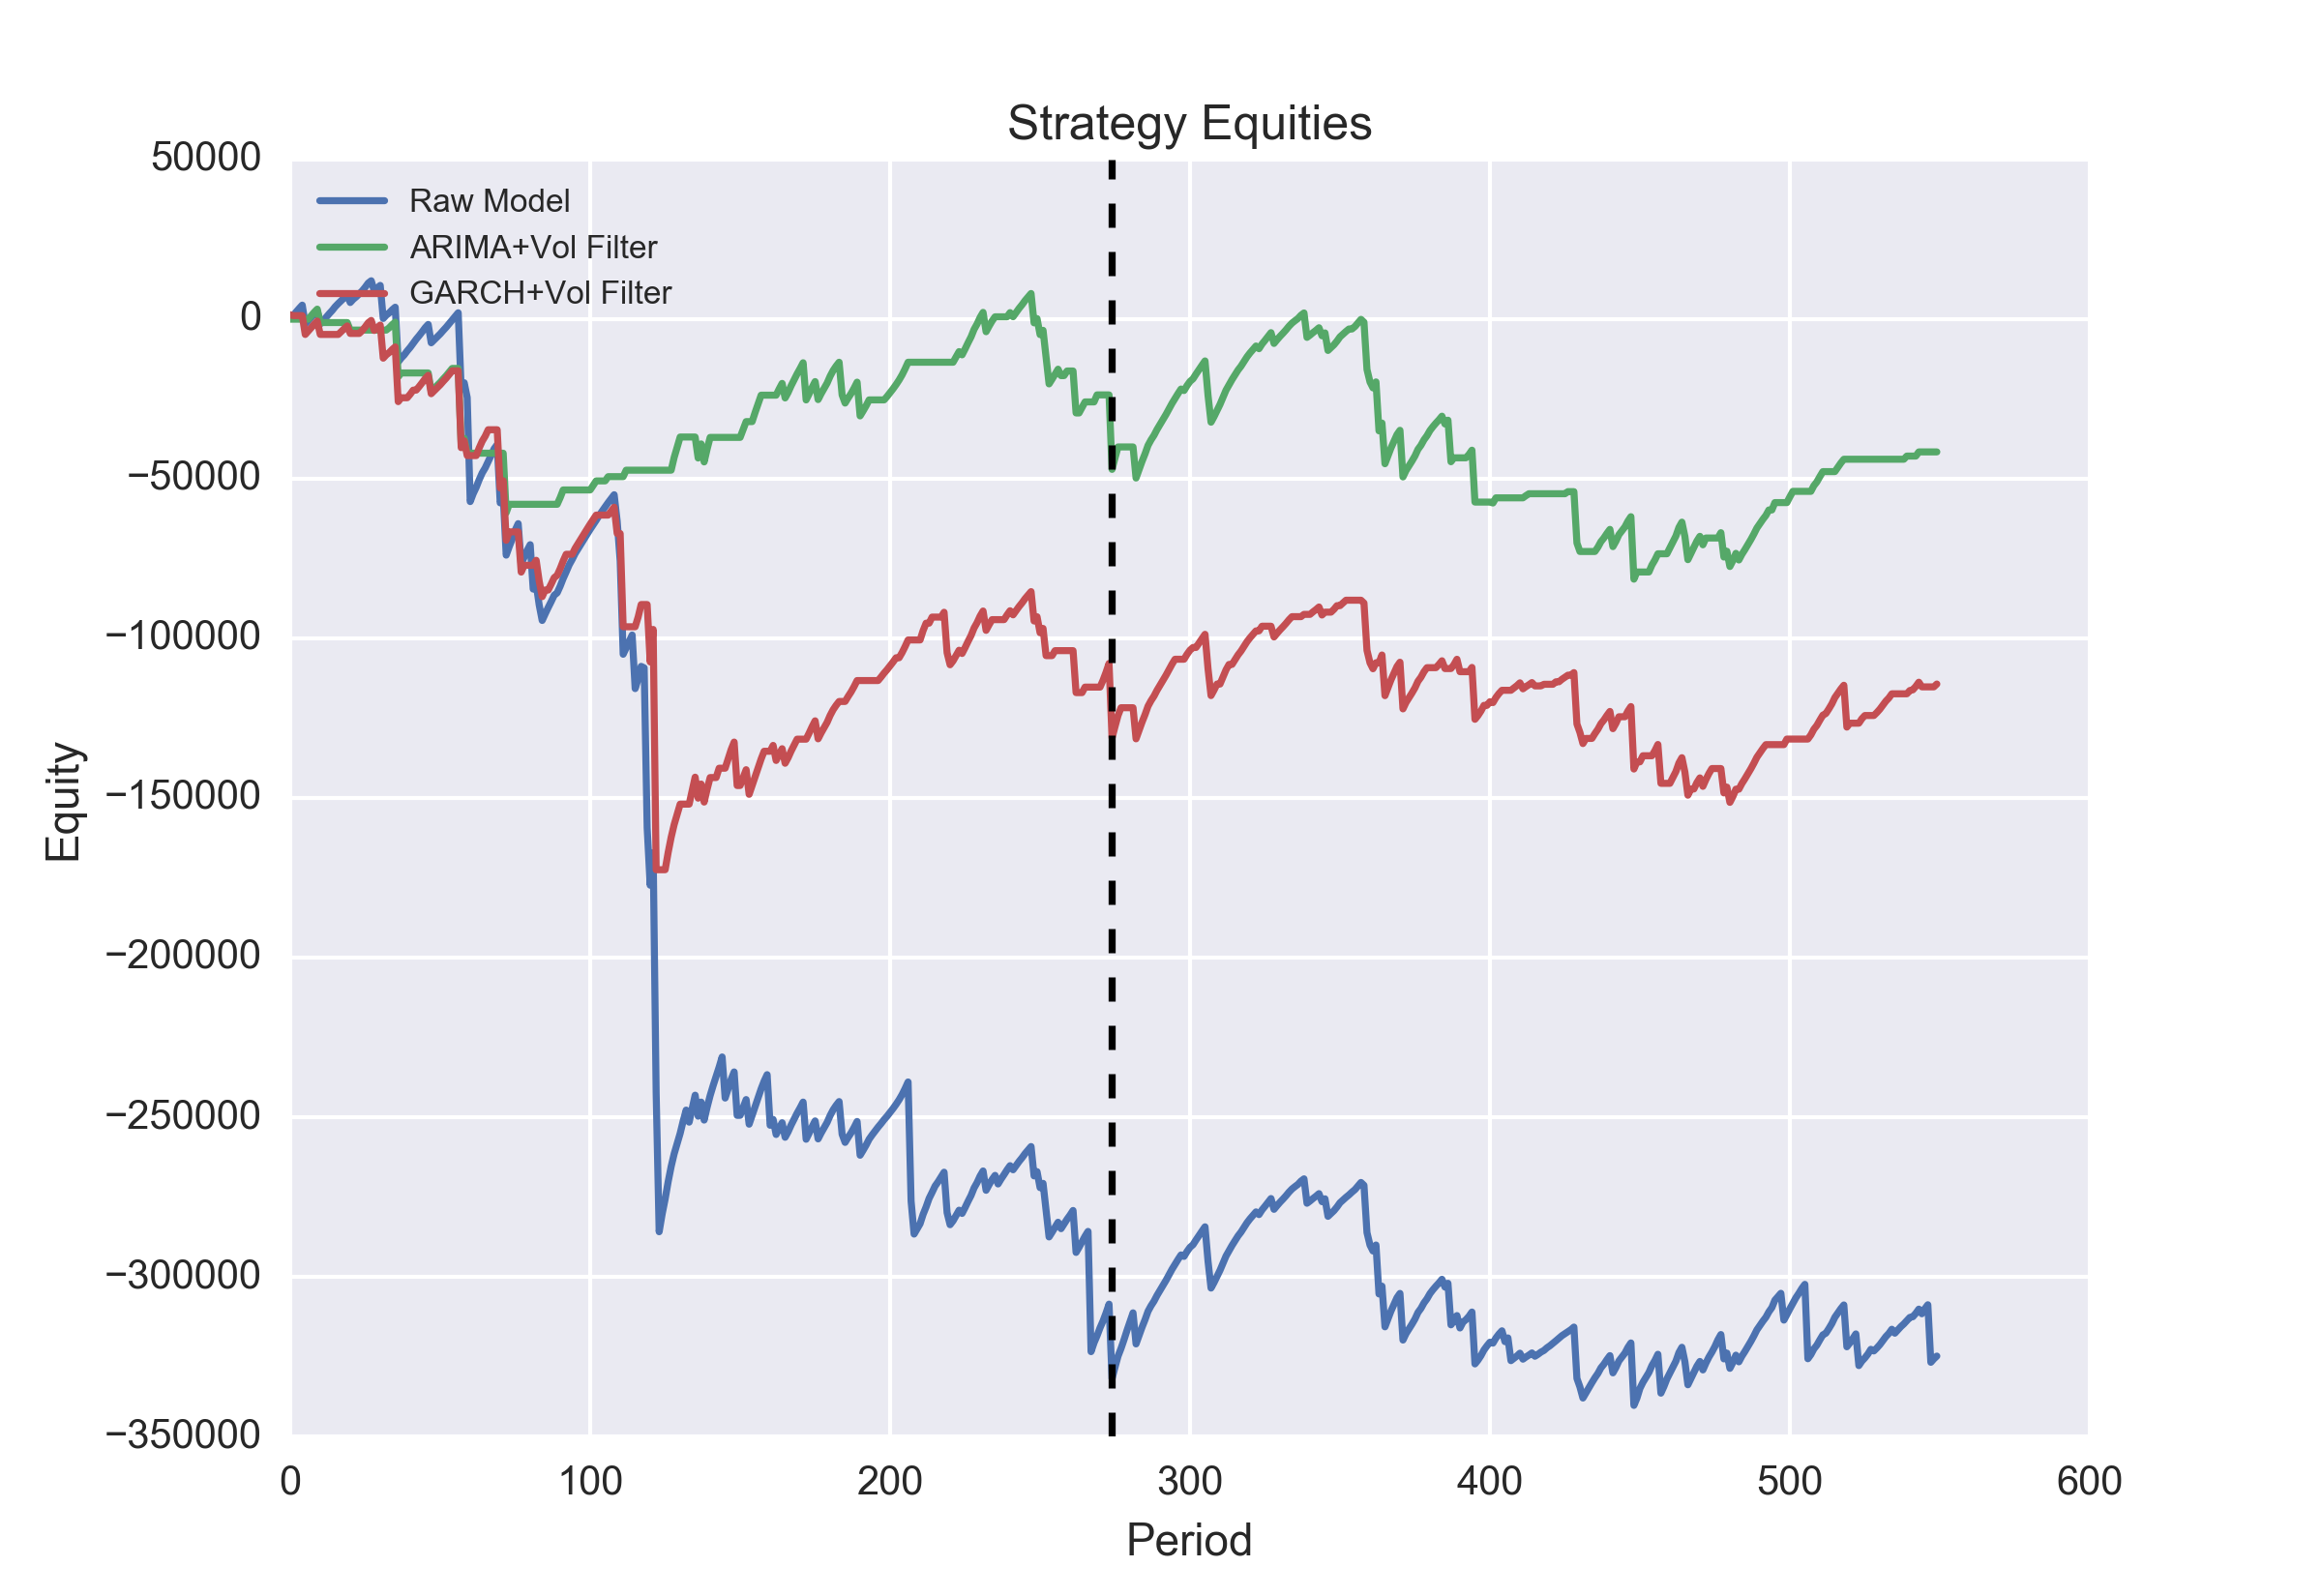 Strategy Equities
50000
0
−50000
−100000
−150000
−200000
−250000
−300000
−350000
Equity
Raw Model
ARIMA+Vol Filter
GARCH+Vol Filter
0 100 200 300 400 500 600
Period